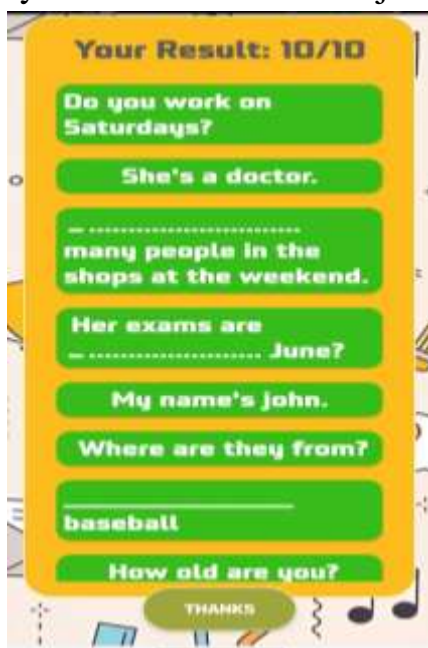 Your Result: 10/10
Do you work on
Saturdays?
She's a doctor.
_ ...........................
many people in the
shops at the weekend.
Her exams are
_ ...................... June?
My name's john.
Where are they from?
_______________________
baseball
How old are you?
THANKS